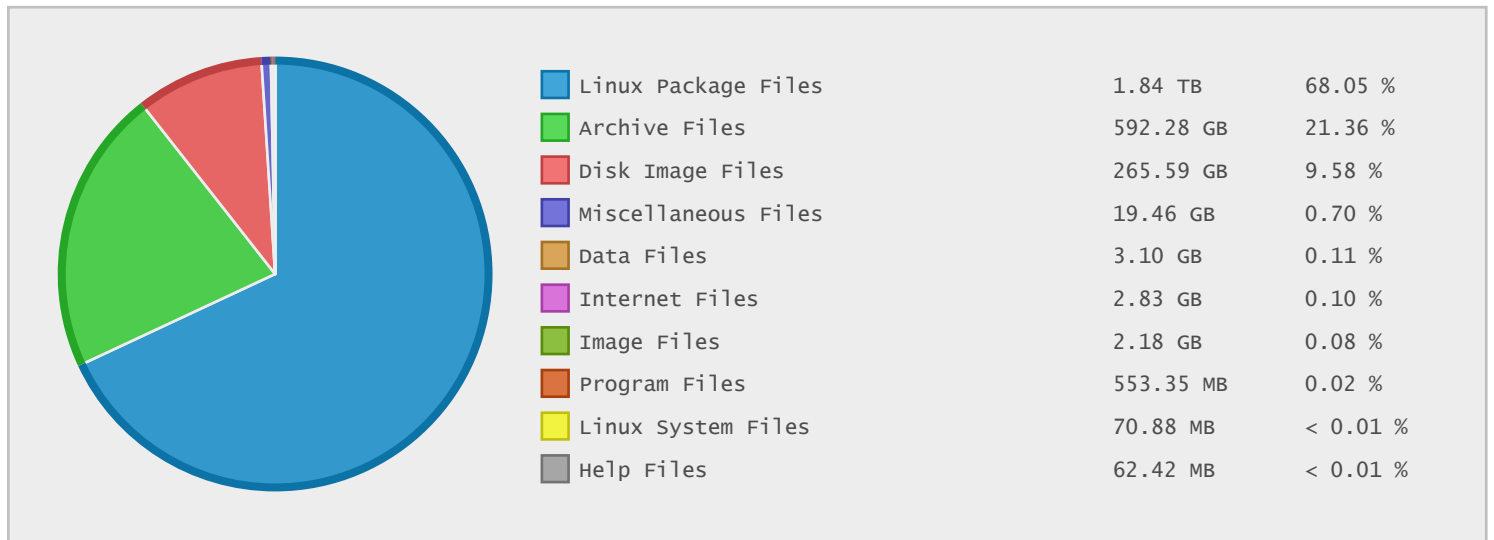 Linux Package Files 1.84 TB 68.05 %
Archive Files 592.28 GB 21.36 %
Disk Image Files 265.59 GB 9.58 %
Miscellaneous Files 19.46 GB 0.70 %
Data Files 3.10 GB 0.11 %
Internet Files 2.83 GB 0.10 %
Image Files 2.18 GB 0.08 %
Program Files 553.35 MB 0.02 %
Linux System Files 70.88 MB < 0.01 %
Help Files 62.42 MB < 0.01 %